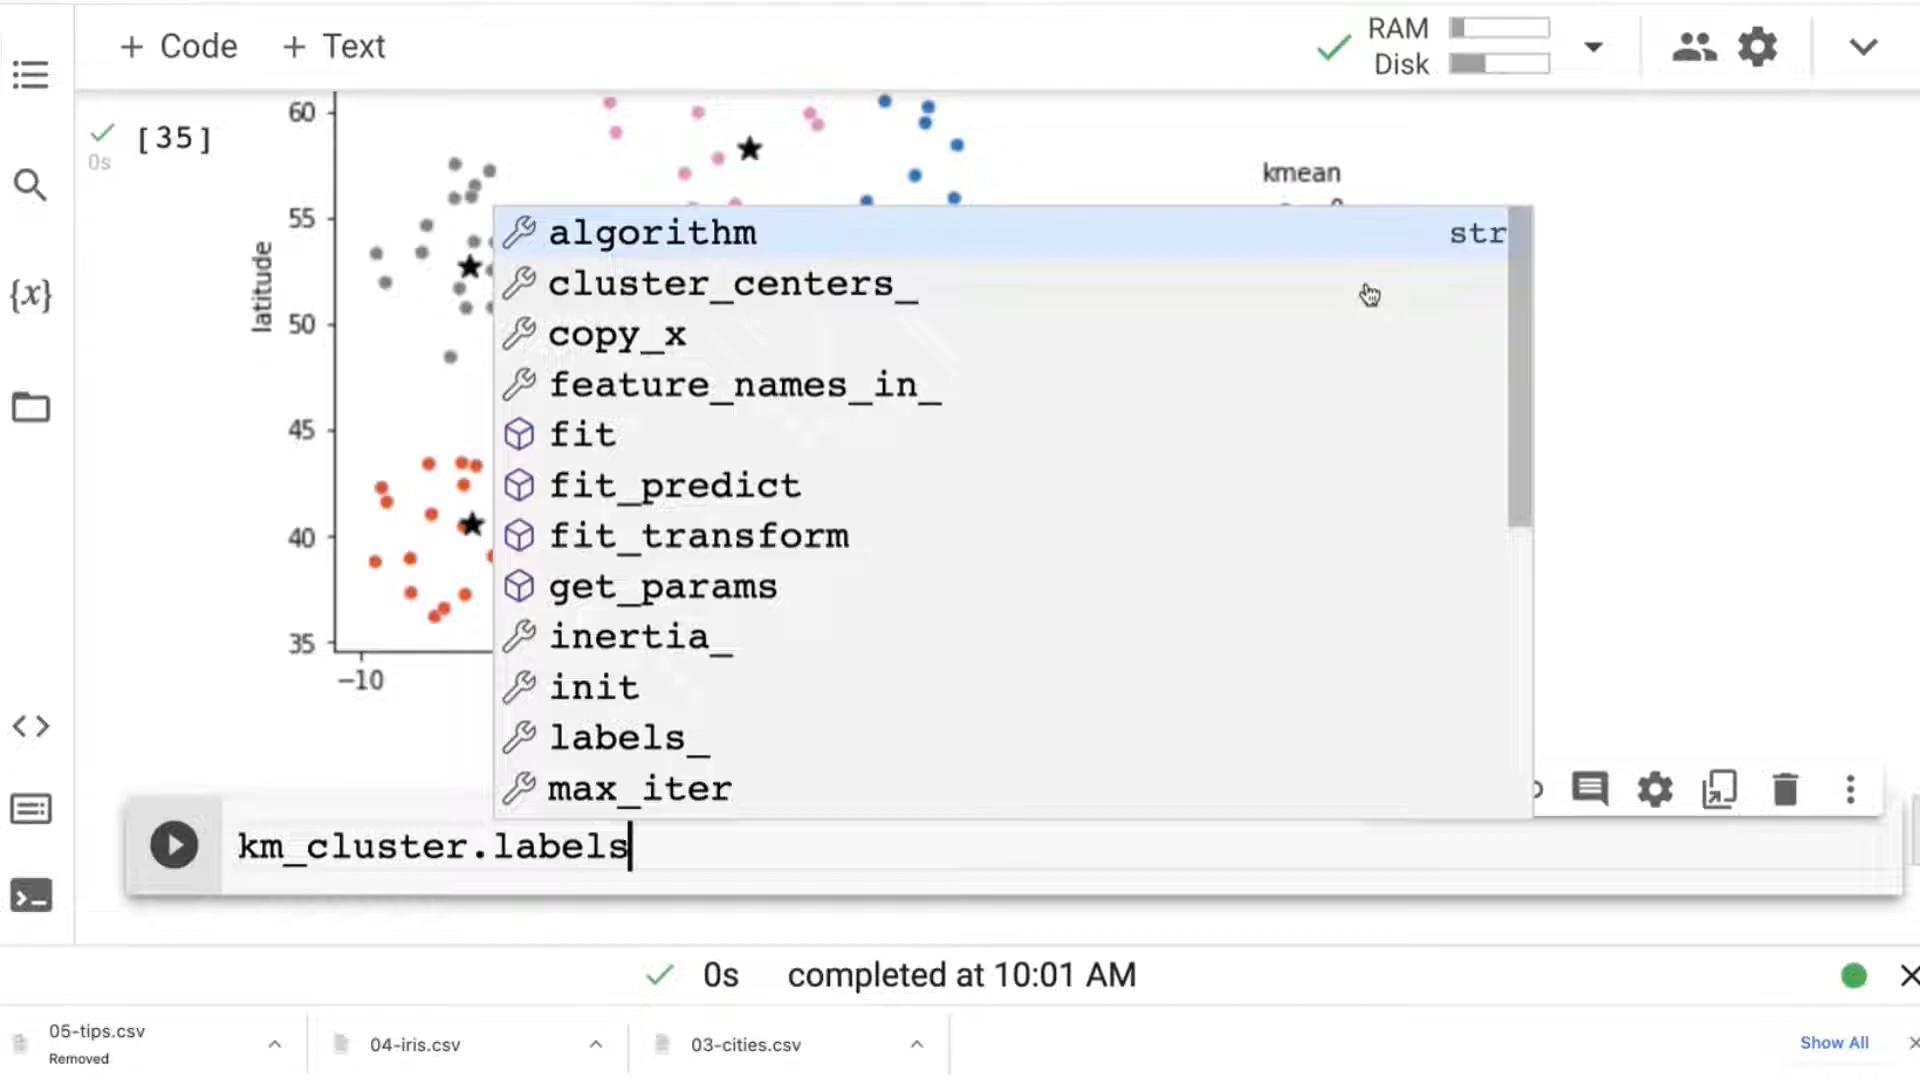 + Code + Text
RAM
Disk
[35]
0s
60
55
50
45
40
35
latitude
-10
kmean
algorithm str
cluster_centers_
copy_x
feature_names_in_
fit
fit_predict
fit_transform
get_params
inertia_
init
labels_
max_iter
{x}
km_cluster.labels
0s completed at 10:01 AM
05-tips.csv
Removed
04-iris.csv
03-cities.csv
Show All